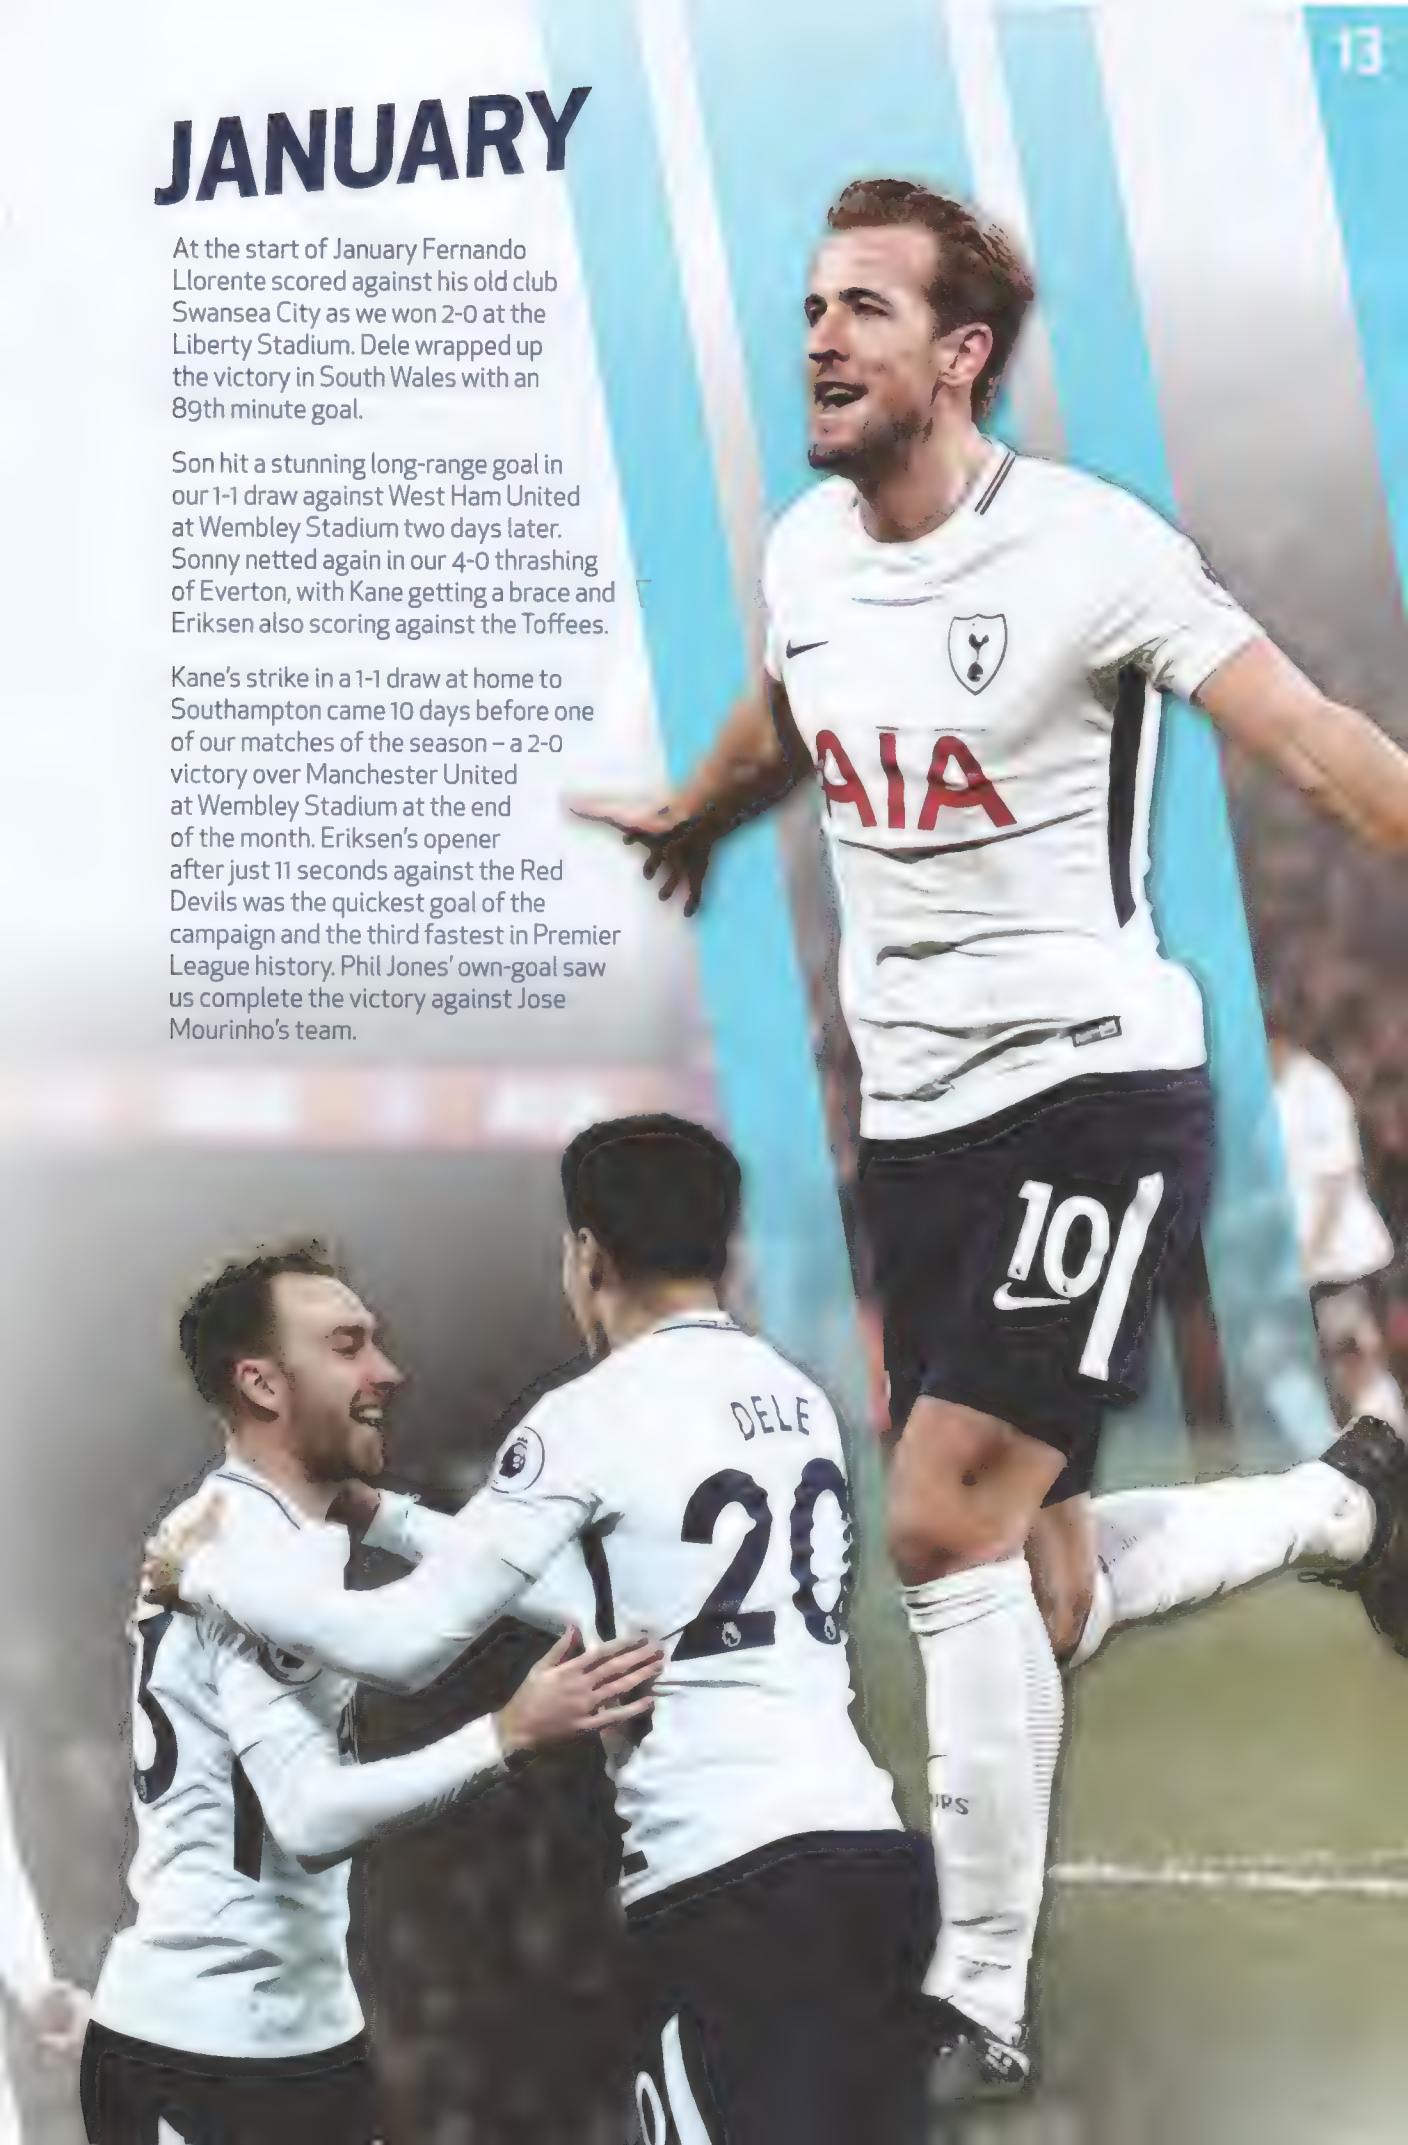 13
JANUARY
At the start of January Fernando
Llorente scored against his old club
Swansea City as we won 2-0 at the
Liberty Stadium. Dele wrapped up
the victory in South Wales with an
89th minute goal.
Son hit a stunning long-range goal in
our 1-1 draw against West Ham United
at Wembley Stadium two days later.
Sonny netted again in our 4-0 thrashing
of Everton, with Kane getting a brace and
Eriksen also scoring against the Toffees.
Kane's strike in a 1-1 draw at home to
Southampton came 10 days before one
of our matches of the season – a 2-0
victory over Manchester United
at Wembley Stadium at the end
of the month. Eriksen's opener
after just 11 seconds against the Red
Devils was the quickest goal of the
campaign and the third fastest in Premier
League history. Phil Jones' own-goal saw
us complete the victory against Jose
Mourinho's team.
AIA
10
DELE
20
3